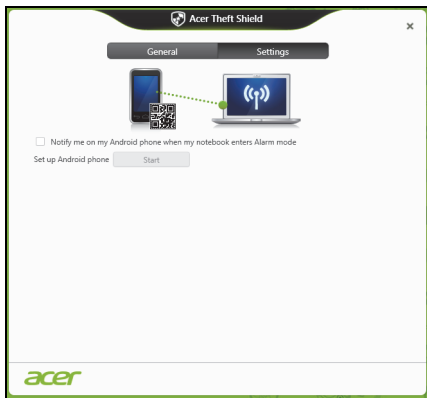 Acer Theft Shield
General Settings
Notify me on my Android phone when my notebook enters Alarm mode
Set up Android phone Start
acer